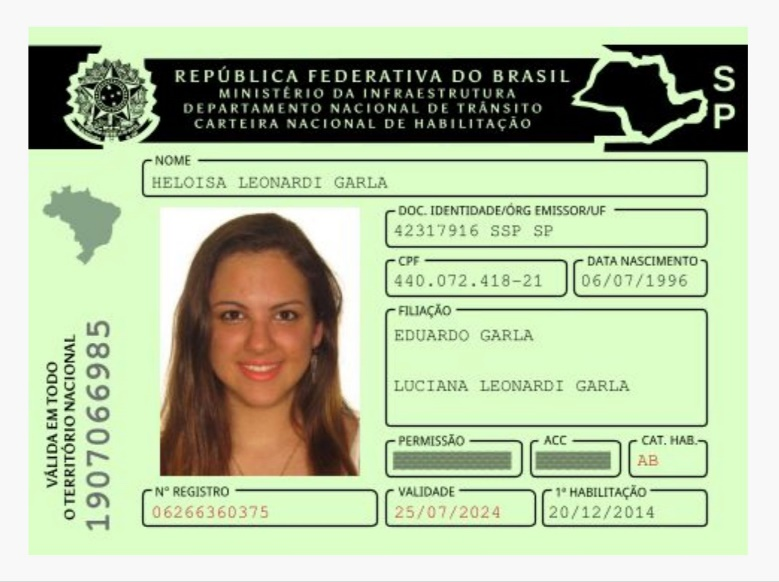 REPÚBLICA FEDERATIVA DO BRASIL
MINISTÉRIO DA INFRAESTRUTURA
DEPARTAMENTO NACIONAL DE TRÂNSITO
CARTEIRA NACIONAL DE HABILITAÇÃO
SP
NOME
HELOISA LEONARDI GARLA
DOC. IDENTIDADE/ÓRG EMISSOR/UF
42317916 SSP SP
CPF
440.072.418-21
DATA NASCIMENTO
06/07/1996
FILIAÇÃO
EDUARDO GARLA
LUCIANA LEONARDI GARLA
PERMISSÃO
ACC
CAT. HAB.
AB
Nº REGISTRO
06266360375
VALIDADE
25/07/2024
1ª HABILITAÇÃO
20/12/2014
VÁLIDA EM TODO
O TERRITÓRIO NACIONAL
1907066985